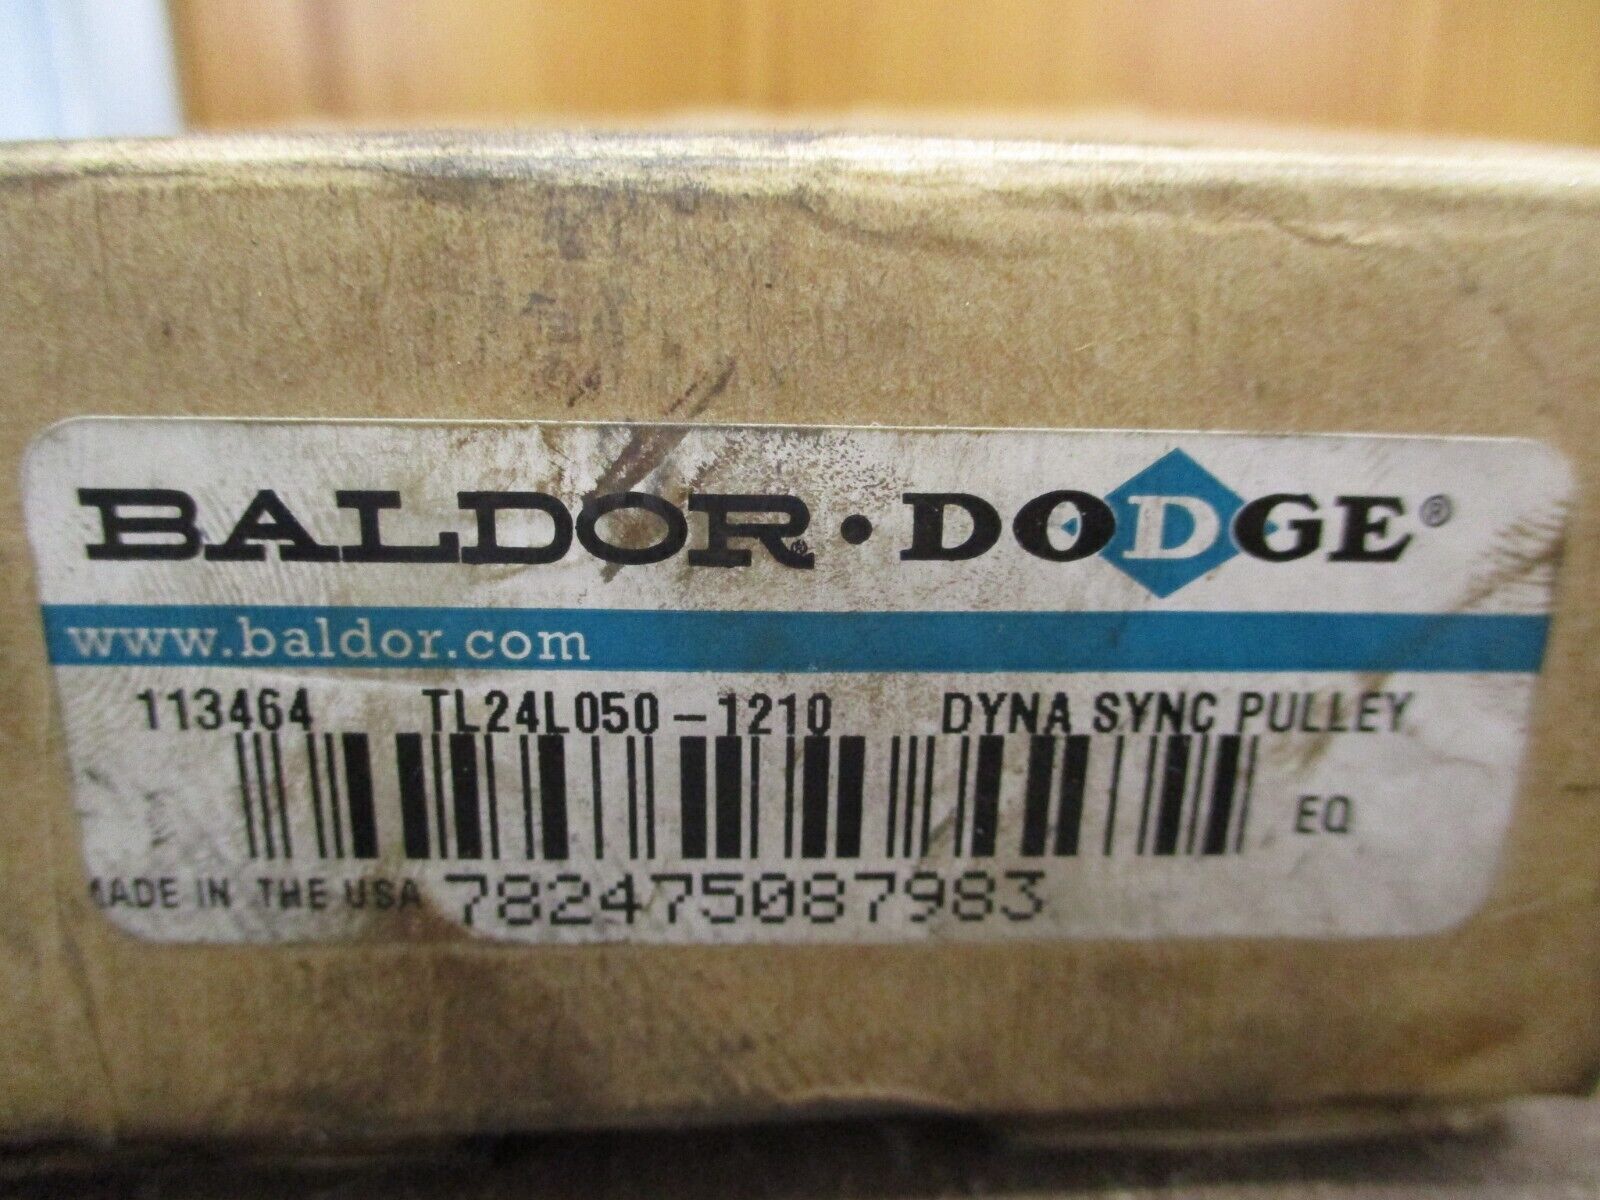 BALDOR® • DODGE®
www.baldor.com
113464 TL24L050-1210 DYNA SYNC PULLEY
EQ
MADE IN THE USA 782475087983